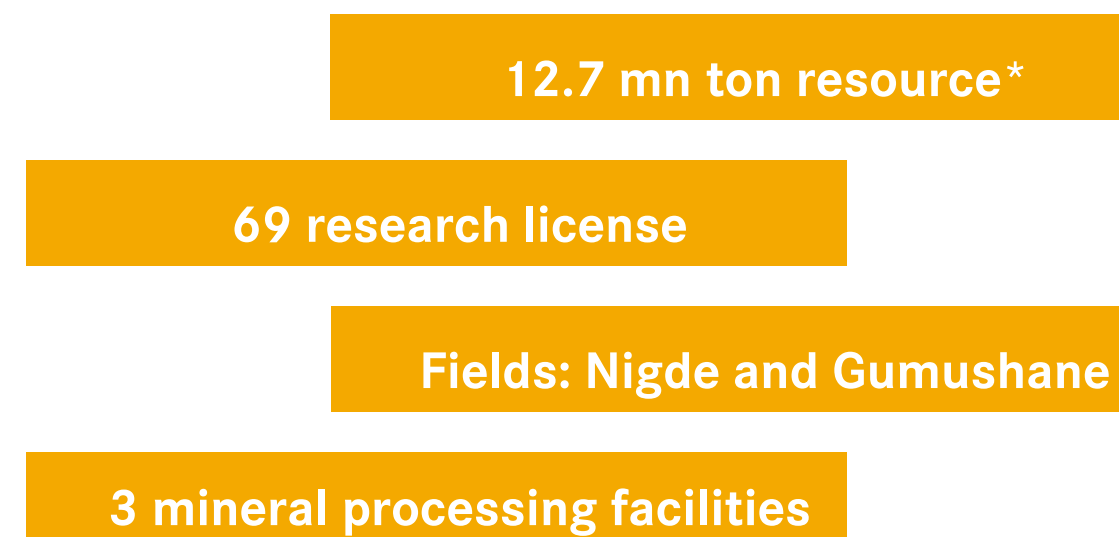 12.7 mn ton resource*
69 research license
Fields: Nigde and Gumushane
3 mineral processing facilities